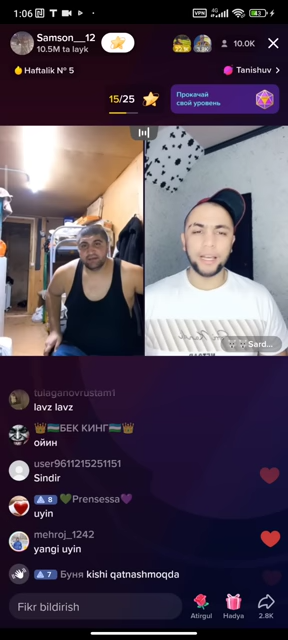 1:06
VPN 4G
Samson__12
10.5M ta layk
10.0K
Haftalik № 5
Tanishuv >
15/25
Прокачай
свой уровень
Sard...
tulaganovrustam1
lavz lavz
БЕК КИНГ
ойин
user9611215251151
Sindir
8 Prensessa
uyin
mehroj_1242
yangi uyin
7 Буня kishi qatnashmoqda
Fikr bildirish
Atirgul
Hadya
2.8K